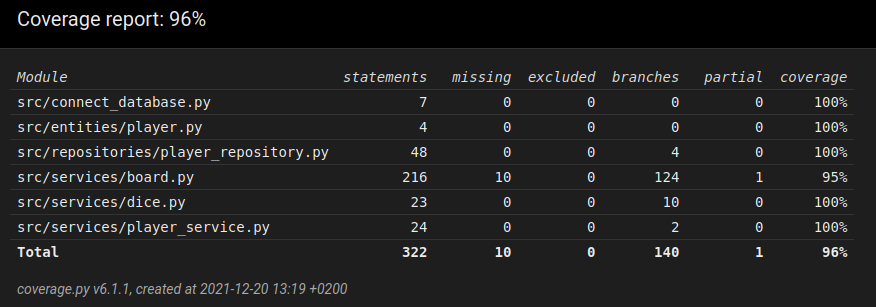 Coverage report: 96%
Module statements missing excluded branches partial coverage
src/connect_database.py 7 0 0 0 0 100%
src/entities/player.py 4 0 0 0 0 100%
src/repositories/player_repository.py 48 0 0 4 0 100%
src/services/board.py 216 10 0 124 1 95%
src/services/dice.py 23 0 0 10 0 100%
src/services/player_service.py 24 0 0 2 0 100%
Total 322 10 0 140 1 96%
coverage.py v6.1.1, created at 2021-12-20 13:19 +0200